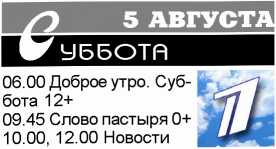 5 АВГУСТА
СУББОТА
06.00 Доброе утро. Суб-
бота 12+
09.45 Слово пастыря 0+
10.00, 12.00 Новости
1